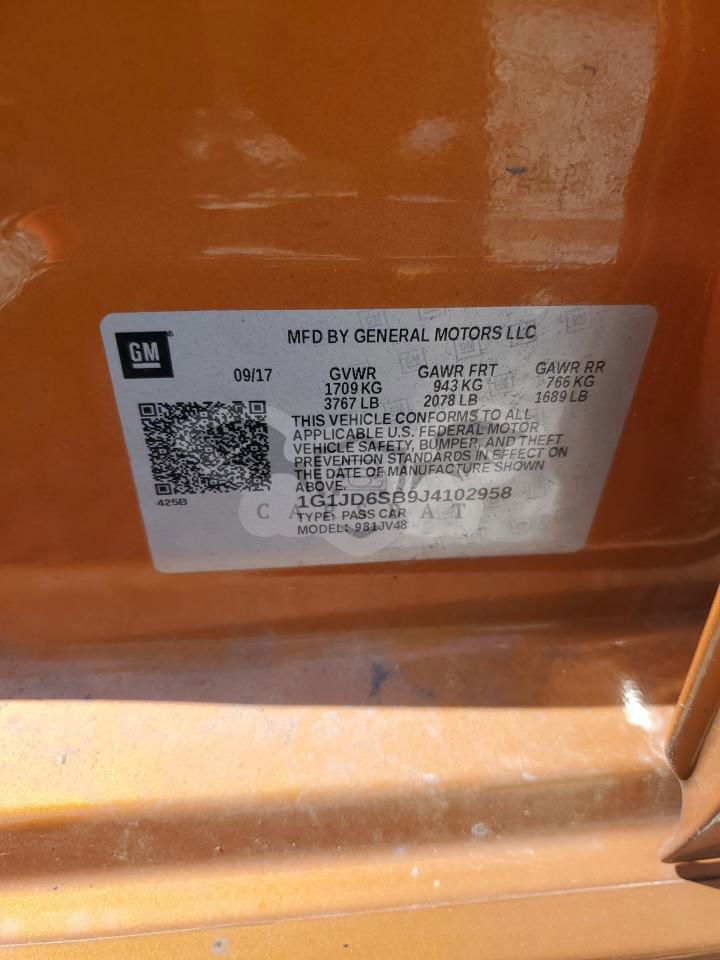 GM
MFD BY GENERAL MOTORS LLC
09/17 GVWR GAWR FRT GAWR RR
1709 KG 943 KG 766 KG
3767 LB 2078 LB 1689 LB
THIS VEHICLE CONFORMS TO ALL
APPLICABLE U.S. FEDERAL MOTOR
VEHICLE SAFETY, BUMPER, AND THEFT
PREVENTION STANDARDS IN EFFECT ON
THE DATE OF MANUFACTURE SHOWN
ABOVE.
425B
1G1JD6SB9J4102958
TYPE: PASS CAR
MODEL: 981JV48